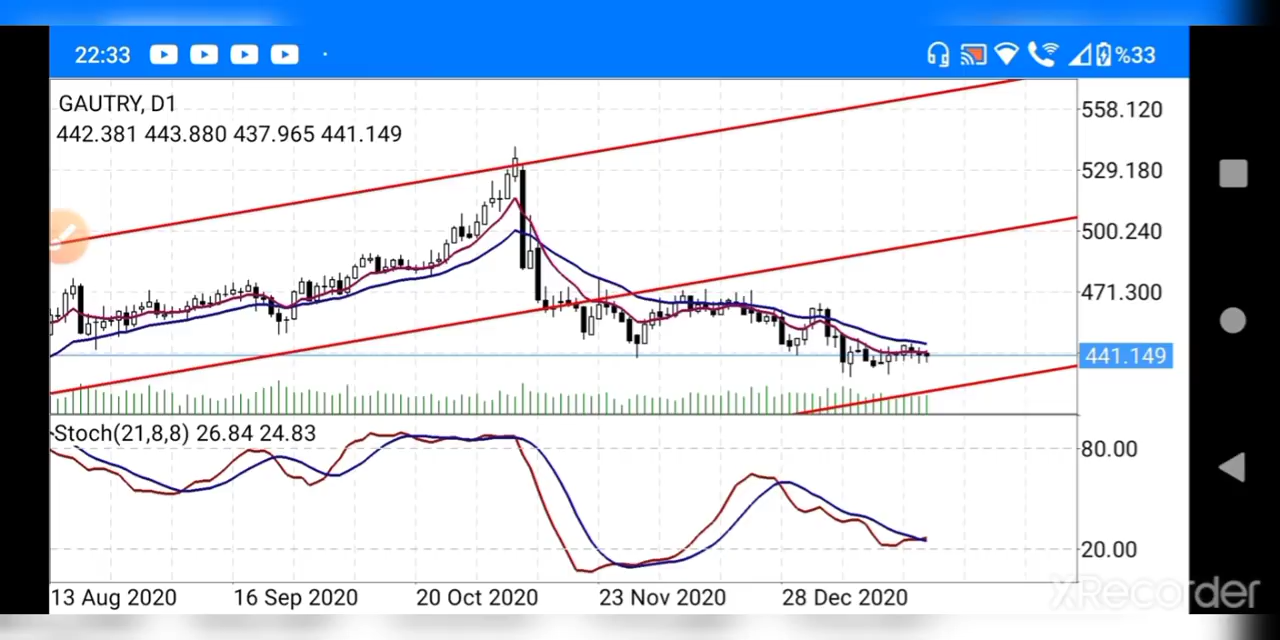 22:33
%33
GAUTRY, D1
442.381 443.880 437.965 441.149
558.120
529.180
500.240
471.300
441.149
Stoch(21,8,8) 26.84 24.83
80.00
20.00
13 Aug 2020 16 Sep 2020 20 Oct 2020 23 Nov 2020 28 Dec 2020
XRecorder